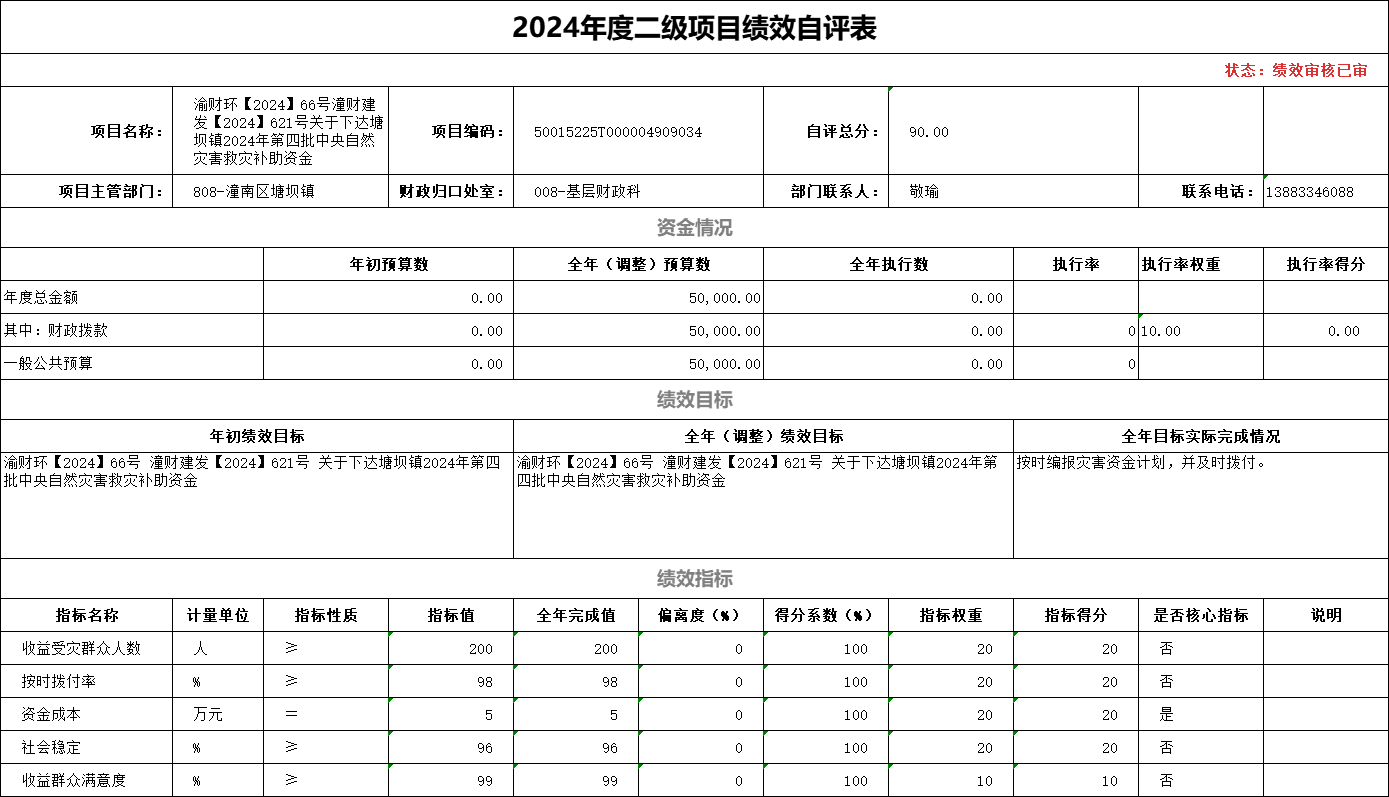 2024年度二级项目绩效自评表
状态：绩效审核已审
项目名称： 渝财环【2024】66号潼财建发【2024】621号关于下达塘坝镇2024年第四批中央自然灾害救灾补助资金 项目编码： 50015225T000004909034 自评总分： 90.00
项目主管部门： 808-潼南区塘坝镇 财政归口处室： 008-基层财政科 部门联系人： 敬瑜 联系电话： 13883346088
资金情况
年初预算数 全年（调整）预算数 全年执行数 执行率 执行率权重 执行率得分
年度总金额 0.00 50,000.00 0.00
其中：财政拨款 0.00 50,000.00 0.00 0 10.00 0.00
一般公共预算 0.00 50,000.00 0.00 0
绩效目标
年初绩效目标 全年（调整）绩效目标 全年目标实际完成情况
渝财环【2024】66号 潼财建发【2024】621号 关于下达塘坝镇2024年第四批中央自然灾害救灾补助资金
渝财环【2024】66号 潼财建发【2024】621号 关于下达塘坝镇2024年第四批中央自然灾害救灾补助资金
按时编报灾害资金计划，并及时拨付。
绩效指标
指标名称 计量单位 指标性质 指标值 全年完成值 偏离度（%） 得分系数（%） 指标权重 指标得分 是否核心指标 说明
收益受灾群众人数 人 ≥ 200 200 0 100 20 20 否
按时拨付率 % ≥ 98 98 0 100 20 20 否
资金成本 万元 ＝ 5 5 0 100 20 20 是
社会稳定 % ≥ 96 96 0 100 20 20 否
收益群众满意度 % ≥ 99 99 0 100 10 10 否